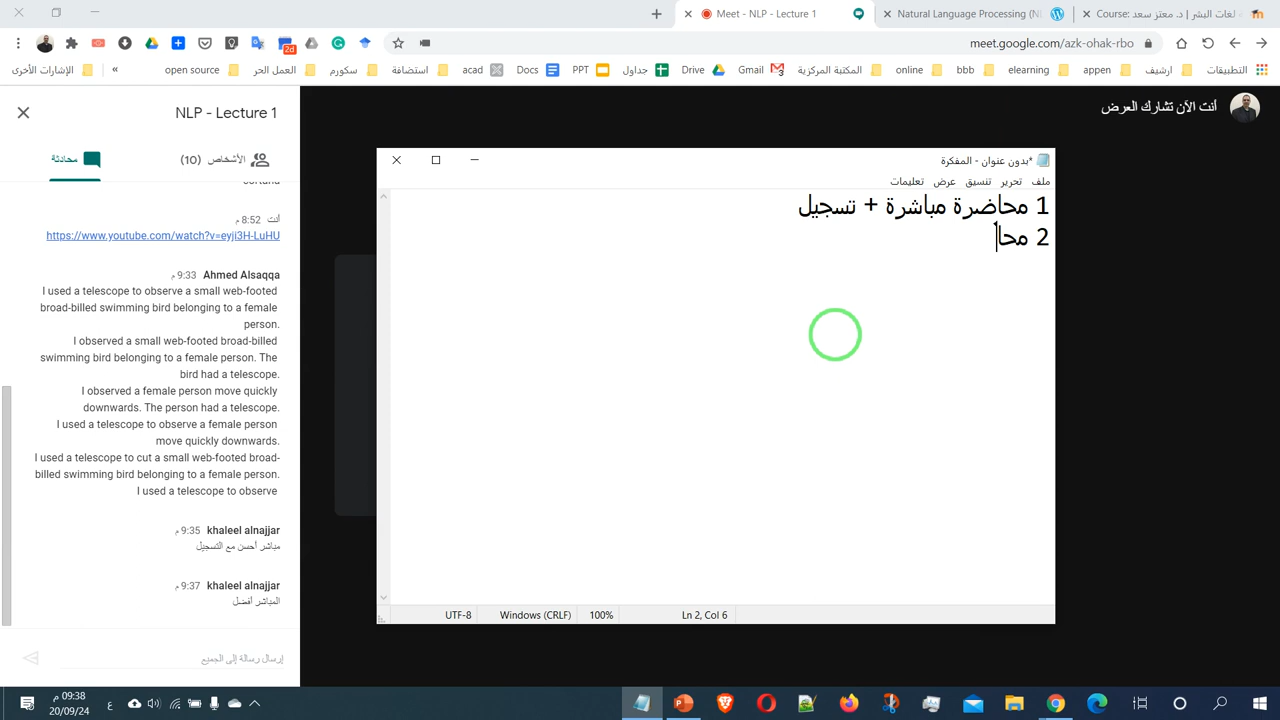 Meet - NLP - Lecture 1
Natural Language Processing (NL
Course: لغات البشر | د. معتز سعد
meet.google.com/azk-ohak-rbo
2d
التطبيقات
ارشيف
appen
elearning
bbb
online
المكتبة المركزية
Gmail
Drive
جداول
PPT
Docs
acad
استضافة
سكورم
العمل الحر
open source
»
الإشارات الأخرى
أنت الآن تشارك العرض
NLP - Lecture 1
الأشخاص (10)
محادثة
أنت 8:52 م
https://www.youtube.com/watch?v=eyji3H-LuHU
Ahmed Alsaqqa 9:33 م
I used a telescope to observe a small web-footed
broad-billed swimming bird belonging to a female
person.
I observed a small web-footed broad-billed
swimming bird belonging to a female person. The
bird had a telescope.
I observed a female person move quickly
downwards. The person had a telescope.
I used a telescope to observe a female person
move quickly downwards.
I used a telescope to cut a small web-footed broad-
billed swimming bird belonging to a female person.
I used a telescope to observe
khaleel alnajjar 9:35 م
مباشر أحسن مع التسجيل
khaleel alnajjar 9:37 م
المباشر أفضل
إرسال رسالة إلى الجميع
*بدون عنوان - المفكرة
ملف تحرير تنسيق عرض تعليمات
1 محاضرة مباشرة + تسجيل
2 محا
UTF-8 Windows (CRLF) 100% Ln 2, Col 6
09:38 م
20/09/24
ع